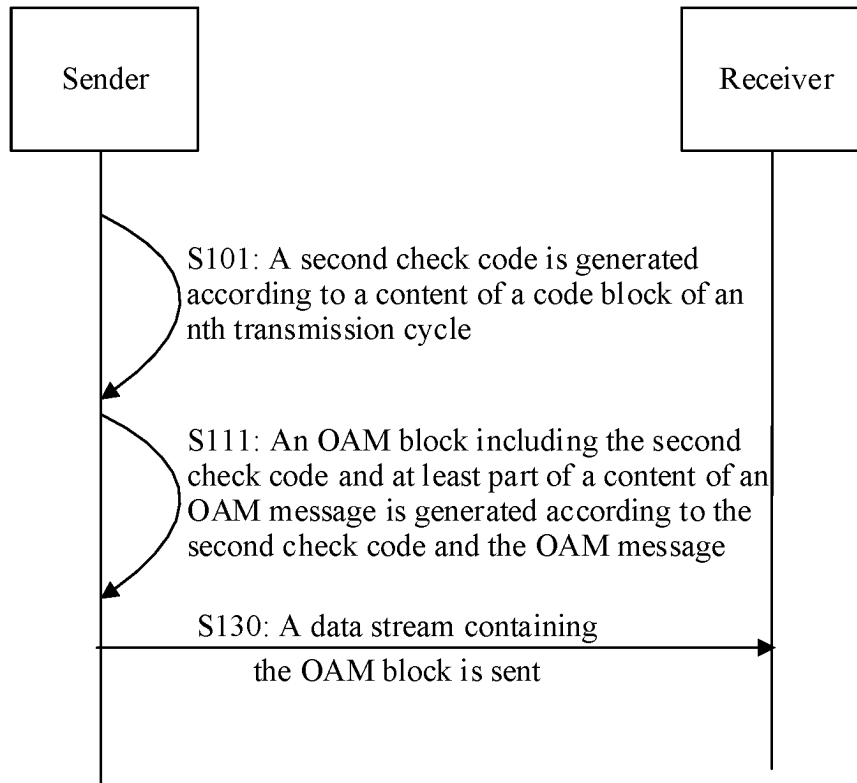 Sender
Receiver
S101: A second check code is generated
according to a content of a code block of an
nth transmission cycle
S111: An OAM block including the second
check code and at least part of a content of an
OAM message is generated according to the
second check code and the OAM message
S130: A data stream containing
the OAM block is sent